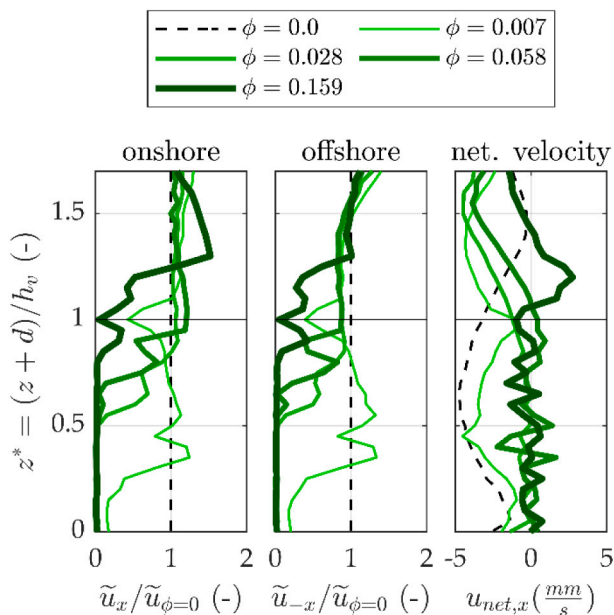 ϕ = 0.0 ϕ = 0.007
ϕ = 0.028 ϕ = 0.058
ϕ = 0.159
onshore offshore net. velocity
z* = (z + d)/h_v (-)
1.5
1
0.5
0
0 1 2 0 1 2 -5 0 5
ũ_x/ũ_{ϕ=0} (-) ũ_{-x}/ũ_{ϕ=0} (-) u_{net,x}(mm/s)